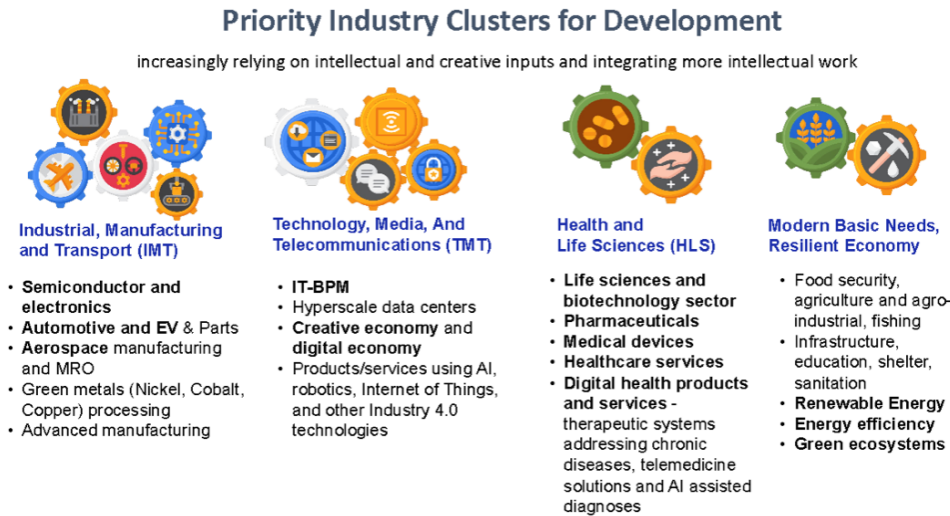 Priority Industry Clusters for Development
increasingly relying on intellectual and creative inputs and integrating more intellectual work
Industrial, Manufacturing
and Transport (IMT)
• Semiconductor and
electronics
• Automotive and EV & Parts
• Aerospace manufacturing
and MRO
• Green metals (Nickel, Cobalt,
Copper) processing
• Advanced manufacturing
Technology, Media, And
Telecommunications (TMT)
• IT-BPM
• Hyperscale data centers
• Creative economy and
digital economy
• Products/services using AI,
robotics, Internet of Things,
and other Industry 4.0
technologies
Health and
Life Sciences (HLS)
• Life sciences and
biotechnology sector
• Pharmaceuticals
• Medical devices
• Healthcare services
• Digital health products
and services -
therapeutic systems
addressing chronic
diseases, telemedicine
solutions and AI assisted
diagnoses
Modern Basic Needs,
Resilient Economy
• Food security,
agriculture and agro-
industrial, fishing
• Infrastructure,
education, shelter,
sanitation
• Renewable Energy
• Energy efficiency
• Green ecosystems